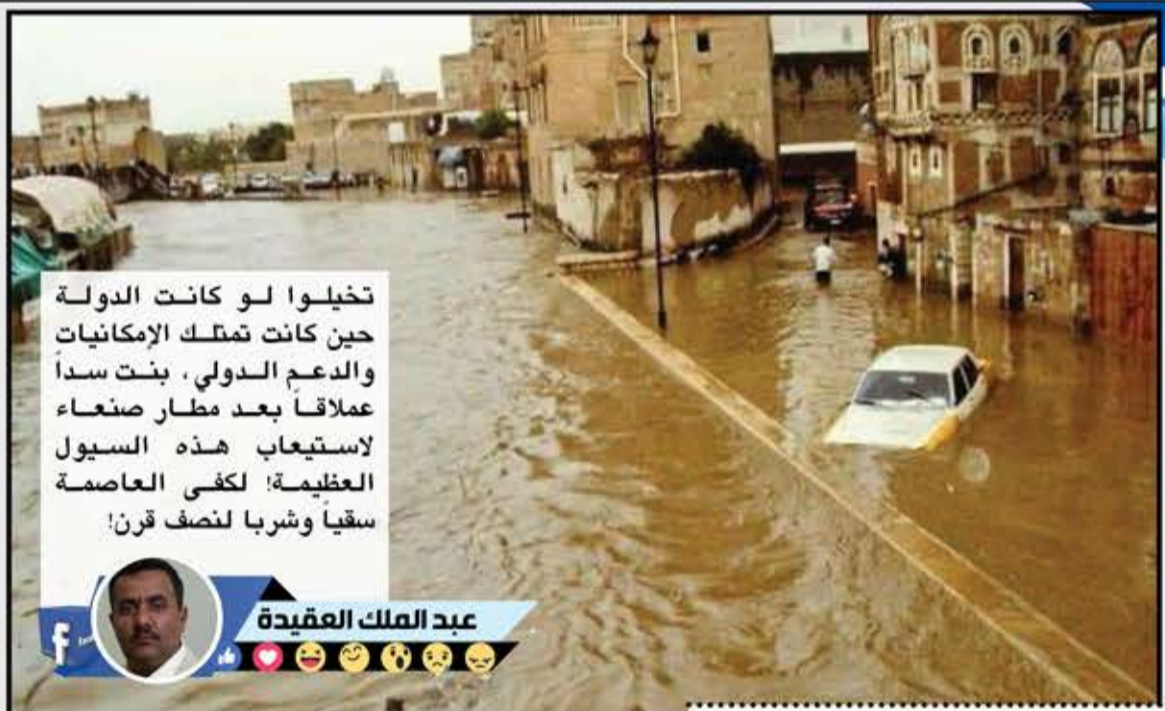 تخيلوا لو كانت الدولة
حين كانت تمتلك الإمكانيات
والدعم الدولي، بنت سداً
عملاقاً بعد مطار صنعاء
لاستيعاب هذه السيول
العظيمة! لكفى العاصمة
سقياً وشربا لنصف قرن!
عبد الملك العقيدة
f